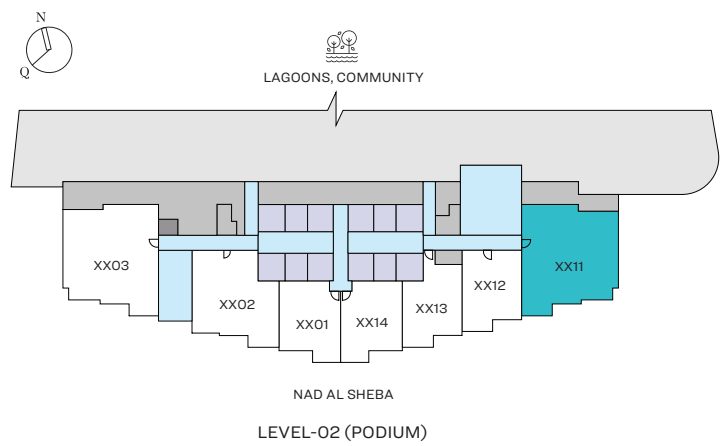 N
Q
LAGOONS, COMMUNITY
XX03
XX02
XX01
XX14
XX13
XX12
XX11
NAD AL SHEBA
LEVEL-02 (PODIUM)